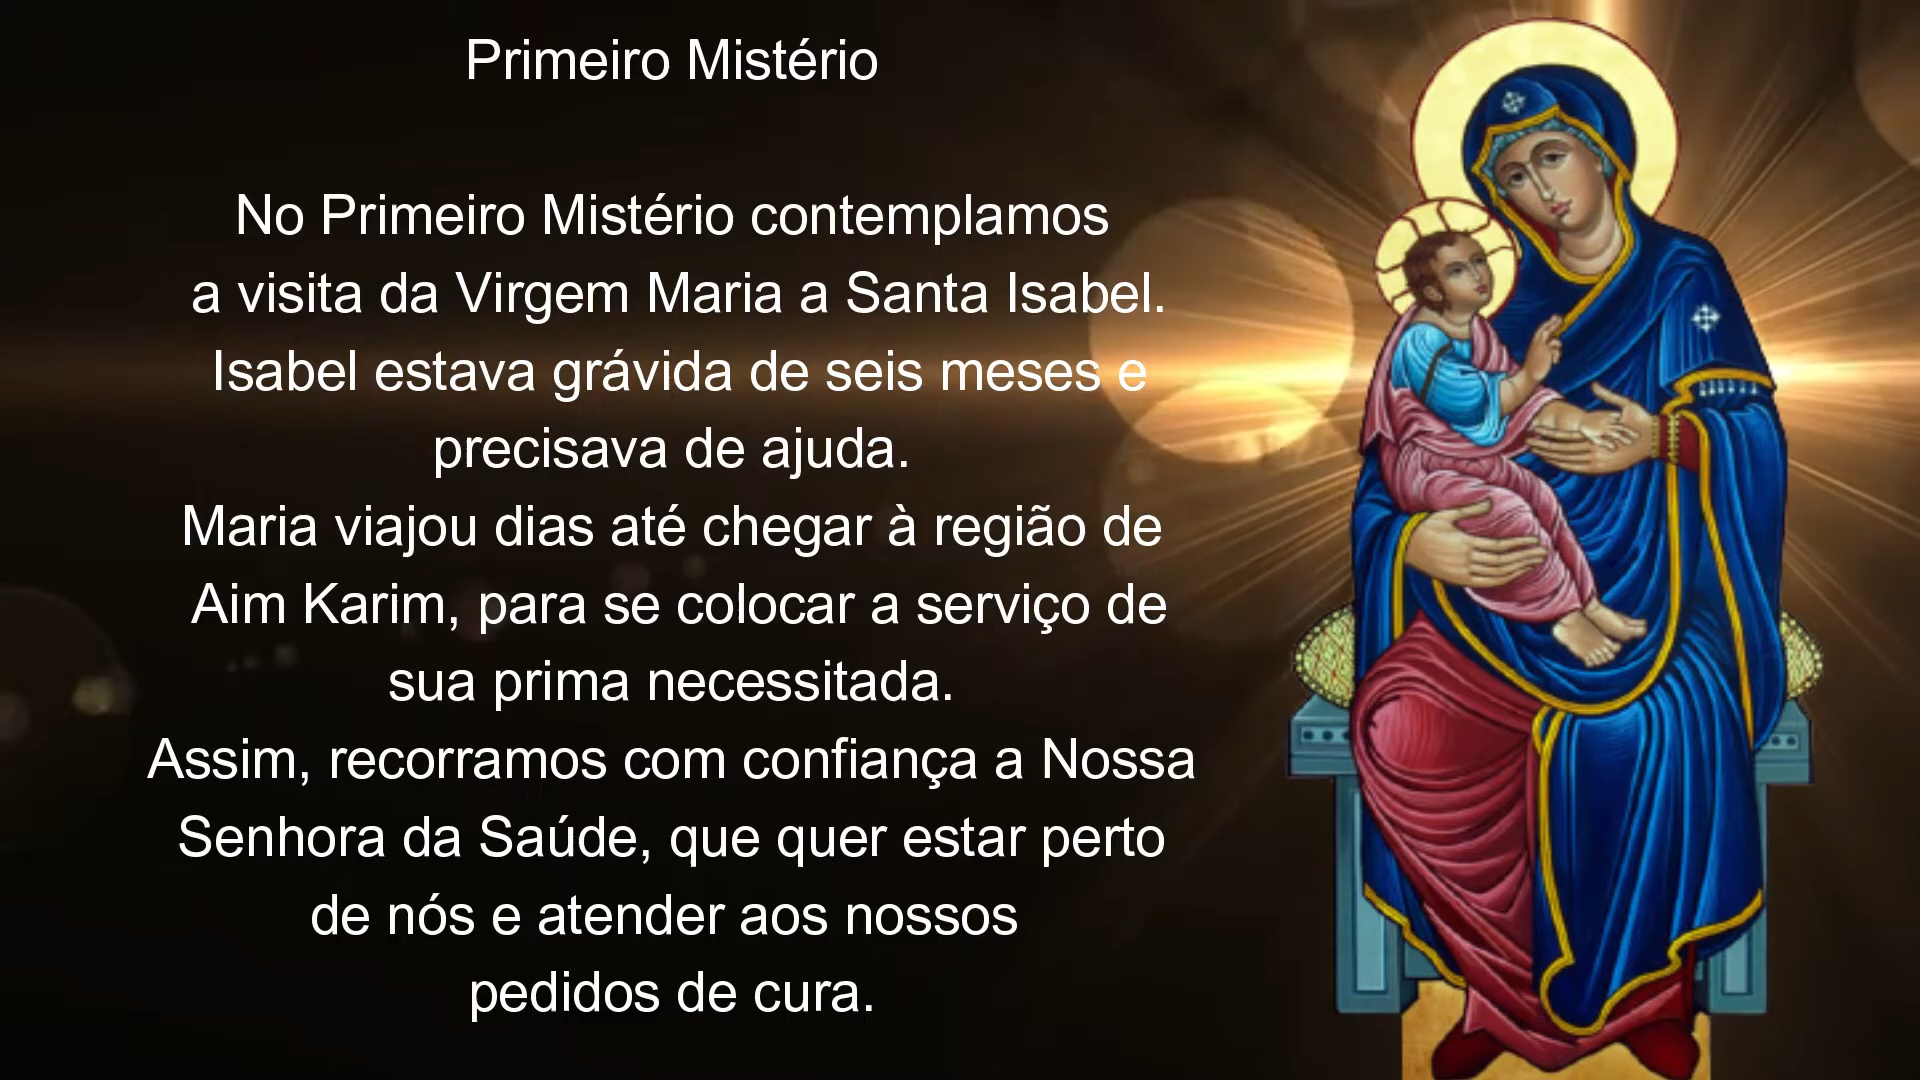 Primeiro Mistério
No Primeiro Mistério contemplamos
a visita da Virgem Maria a Santa Isabel.
Isabel estava grávida de seis meses e
precisava de ajuda.
Maria viajou dias até chegar à região de
Aim Karim, para se colocar a serviço de
sua prima necessitada.
Assim, recorramos com confiança a Nossa
Senhora da Saúde, que quer estar perto
de nós e atender aos nossos
pedidos de cura.